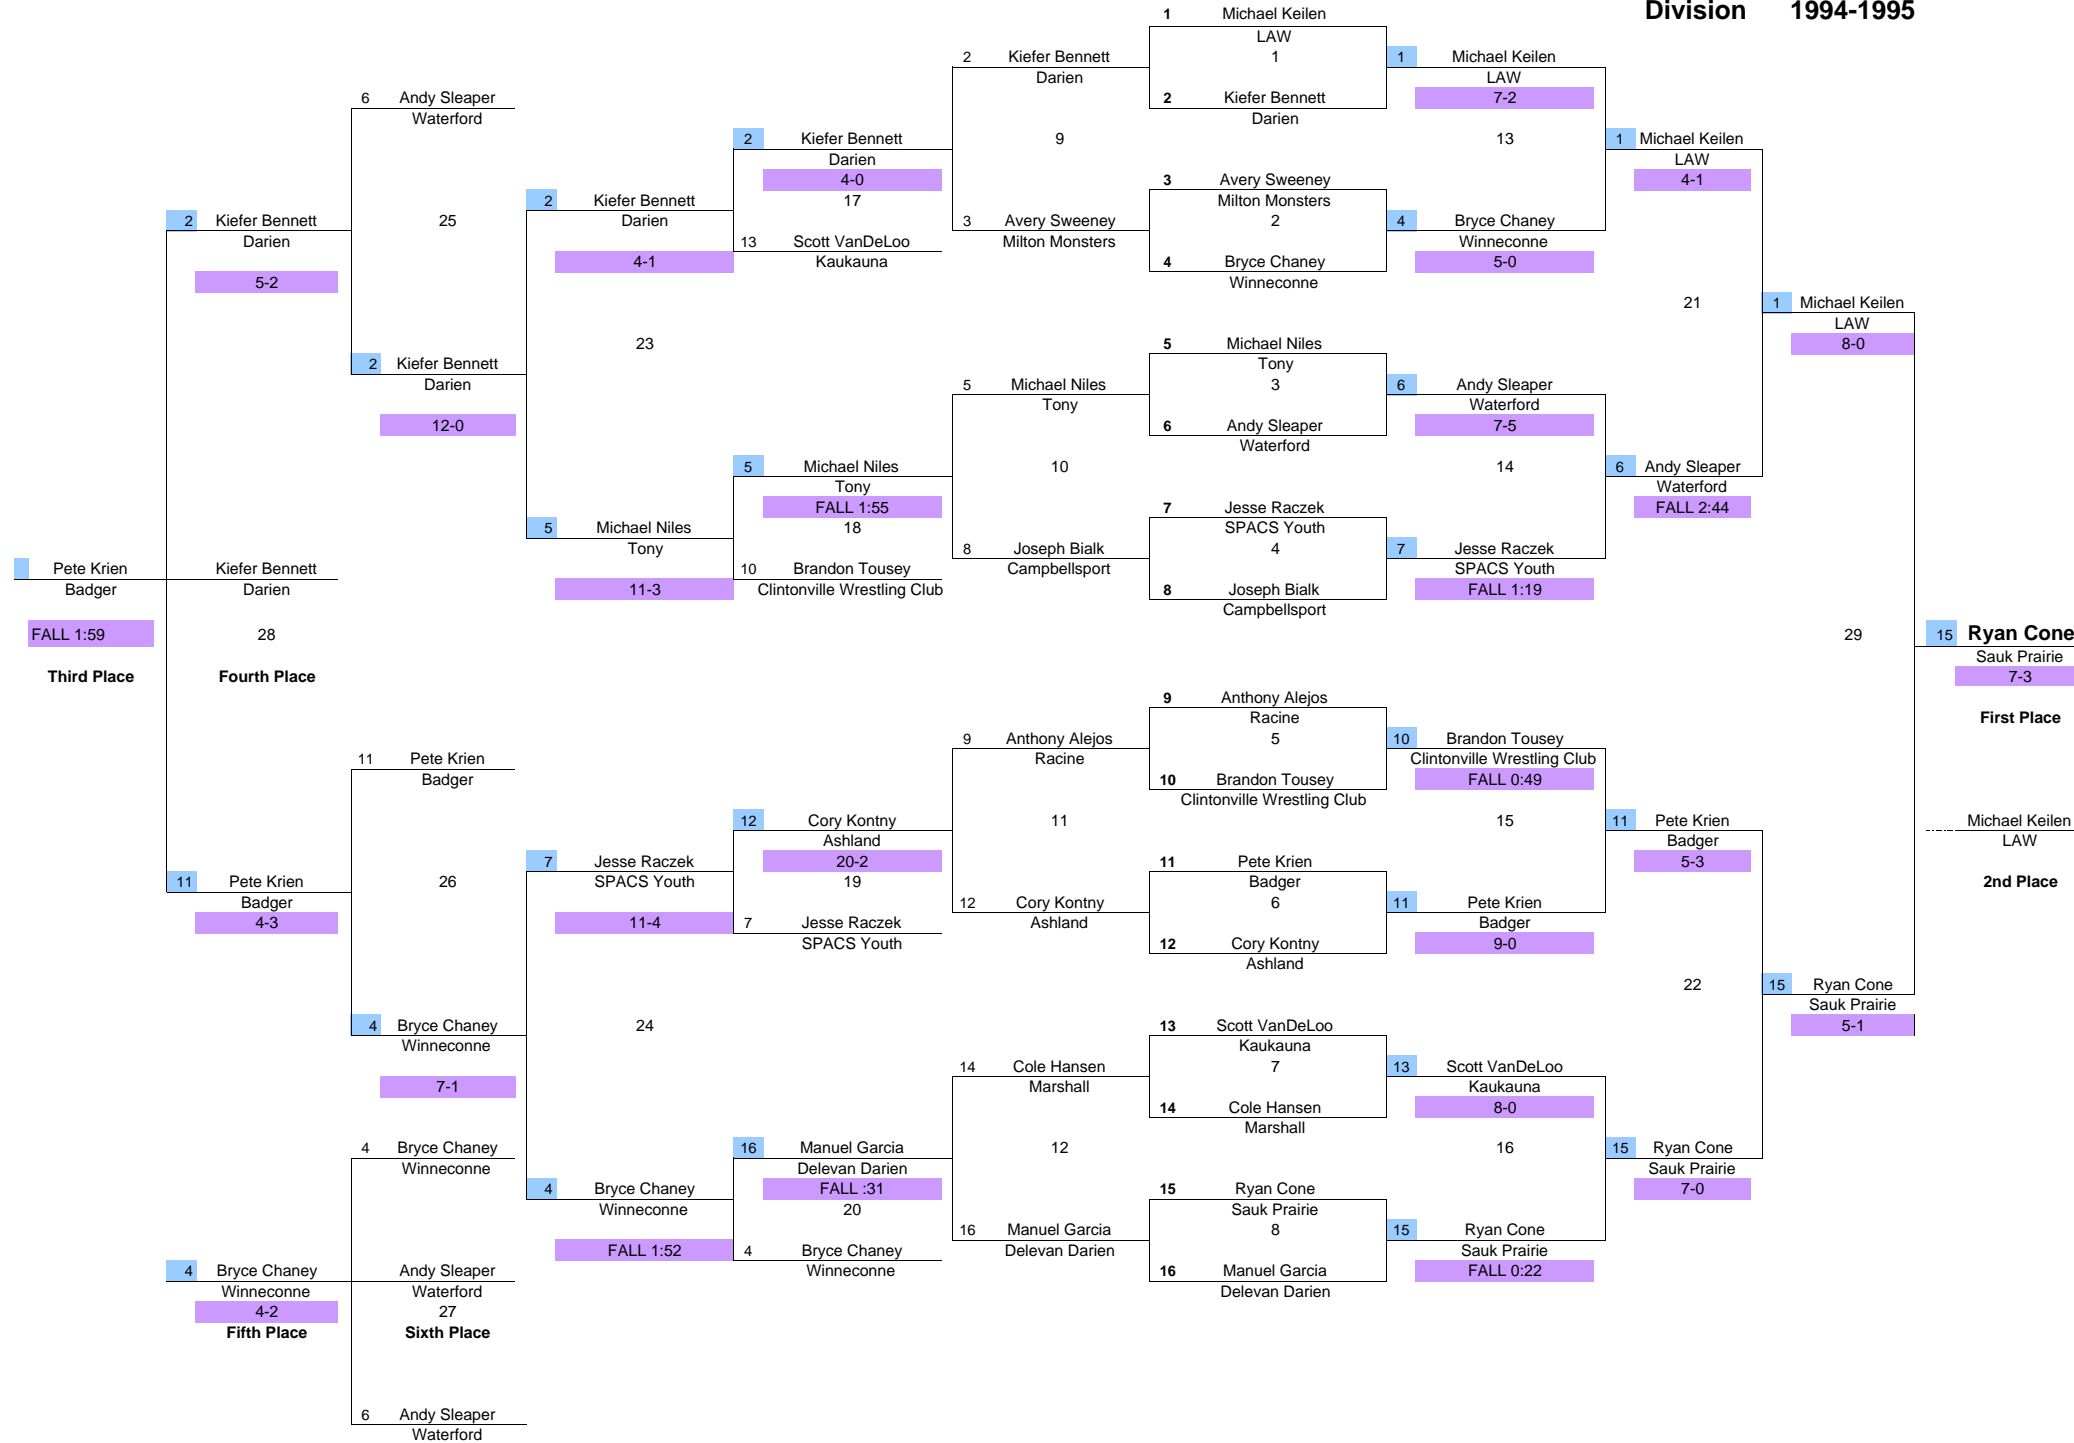 Division 1994-1995
1 Michael Keilen
LAW
2 Kiefer Bennett 1 1 Michael Keilen
Darien LAW
6 Andy Sleaper 2 Kiefer Bennett 7-2
Waterford Darien
2 Kiefer Bennett 9 13 1 Michael Keilen
Darien LAW
4-0 3 Avery Sweeney 4-1
2 Kiefer Bennett 17 Milton Monsters
2 Kiefer Bennett 25 Darien 3 Avery Sweeney 2 4 Bryce Chaney
Darien 13 Scott VanDeLoo Milton Monsters Winneconne
4-1 Kaukauna 4 Bryce Chaney 5-0
5-2 Winneconne
21 1 Michael Keilen
LAW
23 5 Michael Niles 8-0
2 Kiefer Bennett Tony
Darien 5 Michael Niles 3 6 Andy Sleaper
Tony Waterford
12-0 6 Andy Sleaper 7-5
Waterford
5 Michael Niles 10 14 6 Andy Sleaper
Tony Waterford
FALL 1:55 7 Jesse Raczek FALL 2:44
5 Michael Niles 18 SPACS Youth
Tony 8 Joseph Bialk 4 7 Jesse Raczek
Pete Krien Kiefer Bennett 10 Brandon Tousey Campbellsport SPACS Youth
Badger Darien 11-3 Clintonville Wrestling Club 8 Joseph Bialk FALL 1:19
Campbellsport
FALL 1:59 28 29 15 Ryan Cone
Sauk Prairie
Third Place Fourth Place 7-3
9 Anthony Alejos
Racine First Place
9 Anthony Alejos 5 10 Brandon Tousey
11 Pete Krien Racine Clintonville Wrestling Club
Badger 10 Brandon Tousey FALL 0:49
Clintonville Wrestling Club
12 Cory Kontny 11 15 11 Pete Krien Michael Keilen
Ashland Badger LAW
7 Jesse Raczek 20-2 11 Pete Krien 5-3
11 Pete Krien 26 SPACS Youth 19 Badger 2nd Place
Badger 12 Cory Kontny 6 11 Pete Krien
4-3 11-4 7 Jesse Raczek Ashland Badger
SPACS Youth 12 Cory Kontny 9-0
Ashland
22 15 Ryan Cone
Sauk Prairie
4 Bryce Chaney 24 13 Scott VanDeLoo 5-1
Winneconne Kaukauna
14 Cole Hansen 7 13 Scott VanDeLoo
7-1 Marshall Kaukauna
14 Cole Hansen 8-0
Marshall
4 Bryce Chaney 16 Manuel Garcia 12 16 15 Ryan Cone
Winneconne Delevan Darien Sauk Prairie
4 Bryce Chaney FALL :31 15 Ryan Cone 7-0
Winneconne 20 Sauk Prairie
16 Manuel Garcia 8 15 Ryan Cone
FALL 1:52 4 Bryce Chaney Delevan Darien Sauk Prairie
4 Bryce Chaney Andy Sleaper Winneconne 16 Manuel Garcia FALL 0:22
Winneconne Waterford Delevan Darien
4-2 27
Fifth Place Sixth Place
6 Andy Sleaper
Waterford